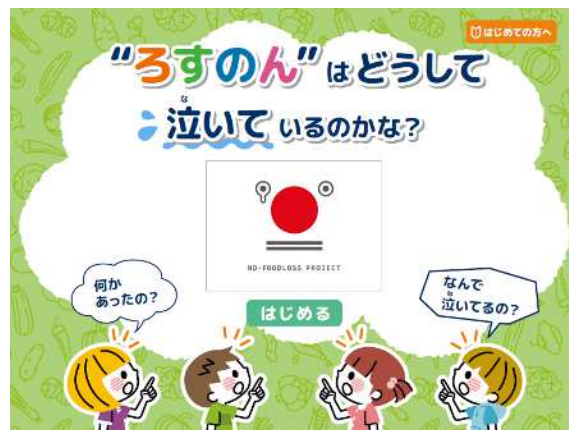 はじめての方へ
“ろすのん”はどうして
泣いているのかな?
な
NO-FOODLOSS PROJECT
何か
あったの?
なんで
泣いてるの?
な
はじめる